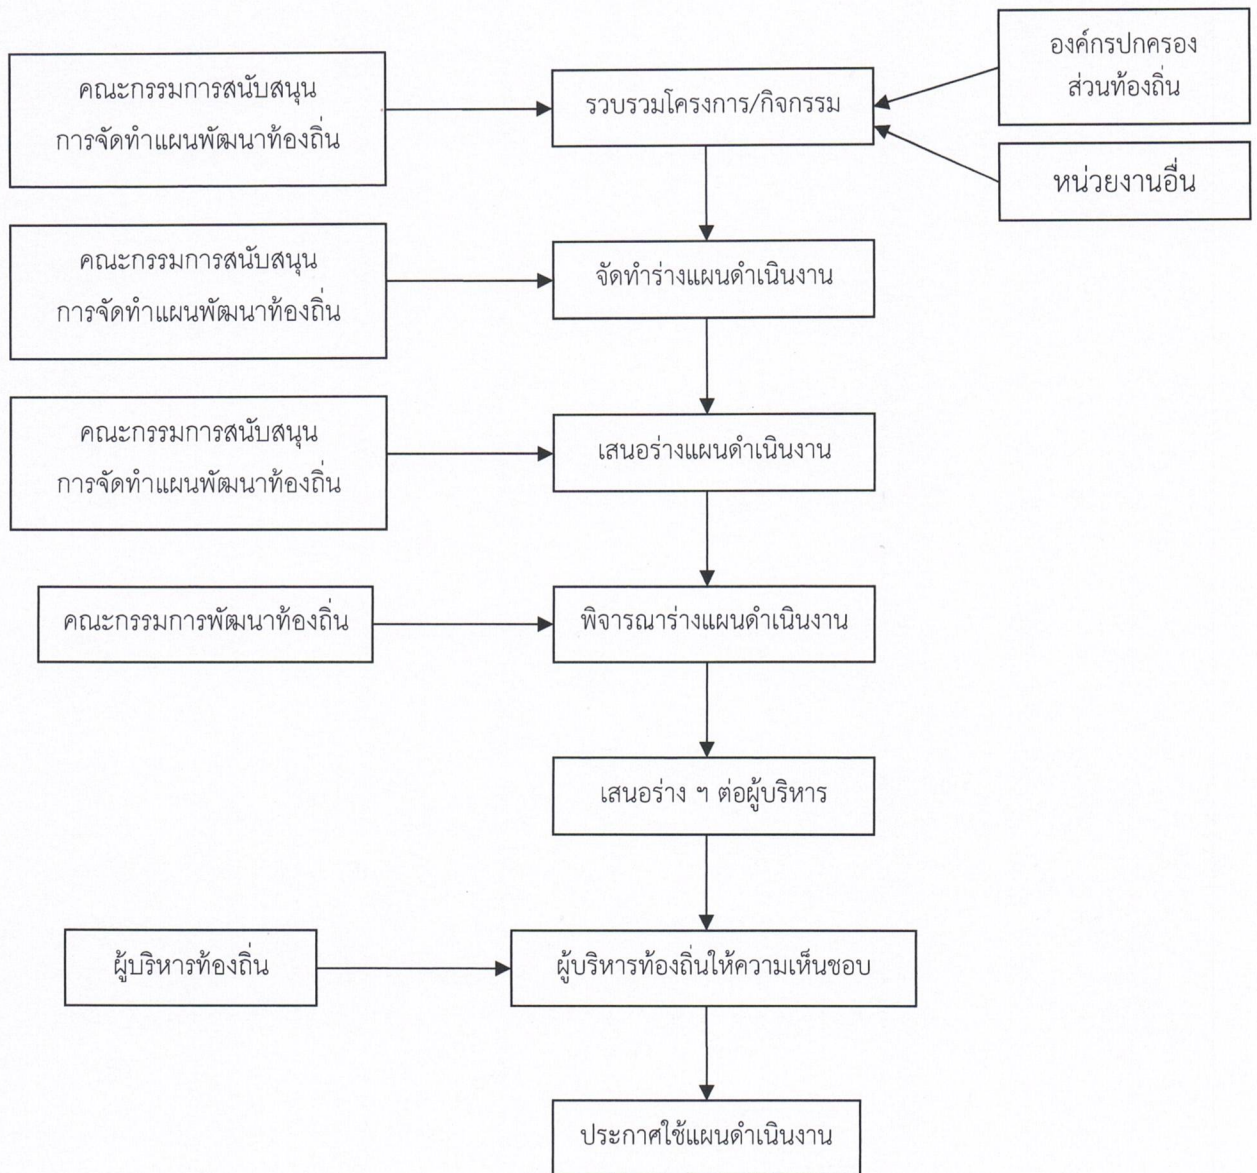 องค์กรปกครอง
ส่วนท้องถิ่น
คณะกรรมการสนับสนุน
การจัดทำแผนพัฒนาท้องถิ่น
รวบรวมโครงการ/กิจกรรม
หน่วยงานอื่น
คณะกรรมการสนับสนุน
การจัดทำแผนพัฒนาท้องถิ่น
จัดทำร่างแผนดำเนินงาน
คณะกรรมการสนับสนุน
การจัดทำแผนพัฒนาท้องถิ่น
เสนอร่างแผนดำเนินงาน
คณะกรรมการพัฒนาท้องถิ่น
พิจารณาร่างแผนดำเนินงาน
เสนอร่าง ฯ ต่อผู้บริหาร
ผู้บริหารท้องถิ่น
ผู้บริหารท้องถิ่นให้ความเห็นชอบ
ประกาศใช้แผนดำเนินงาน